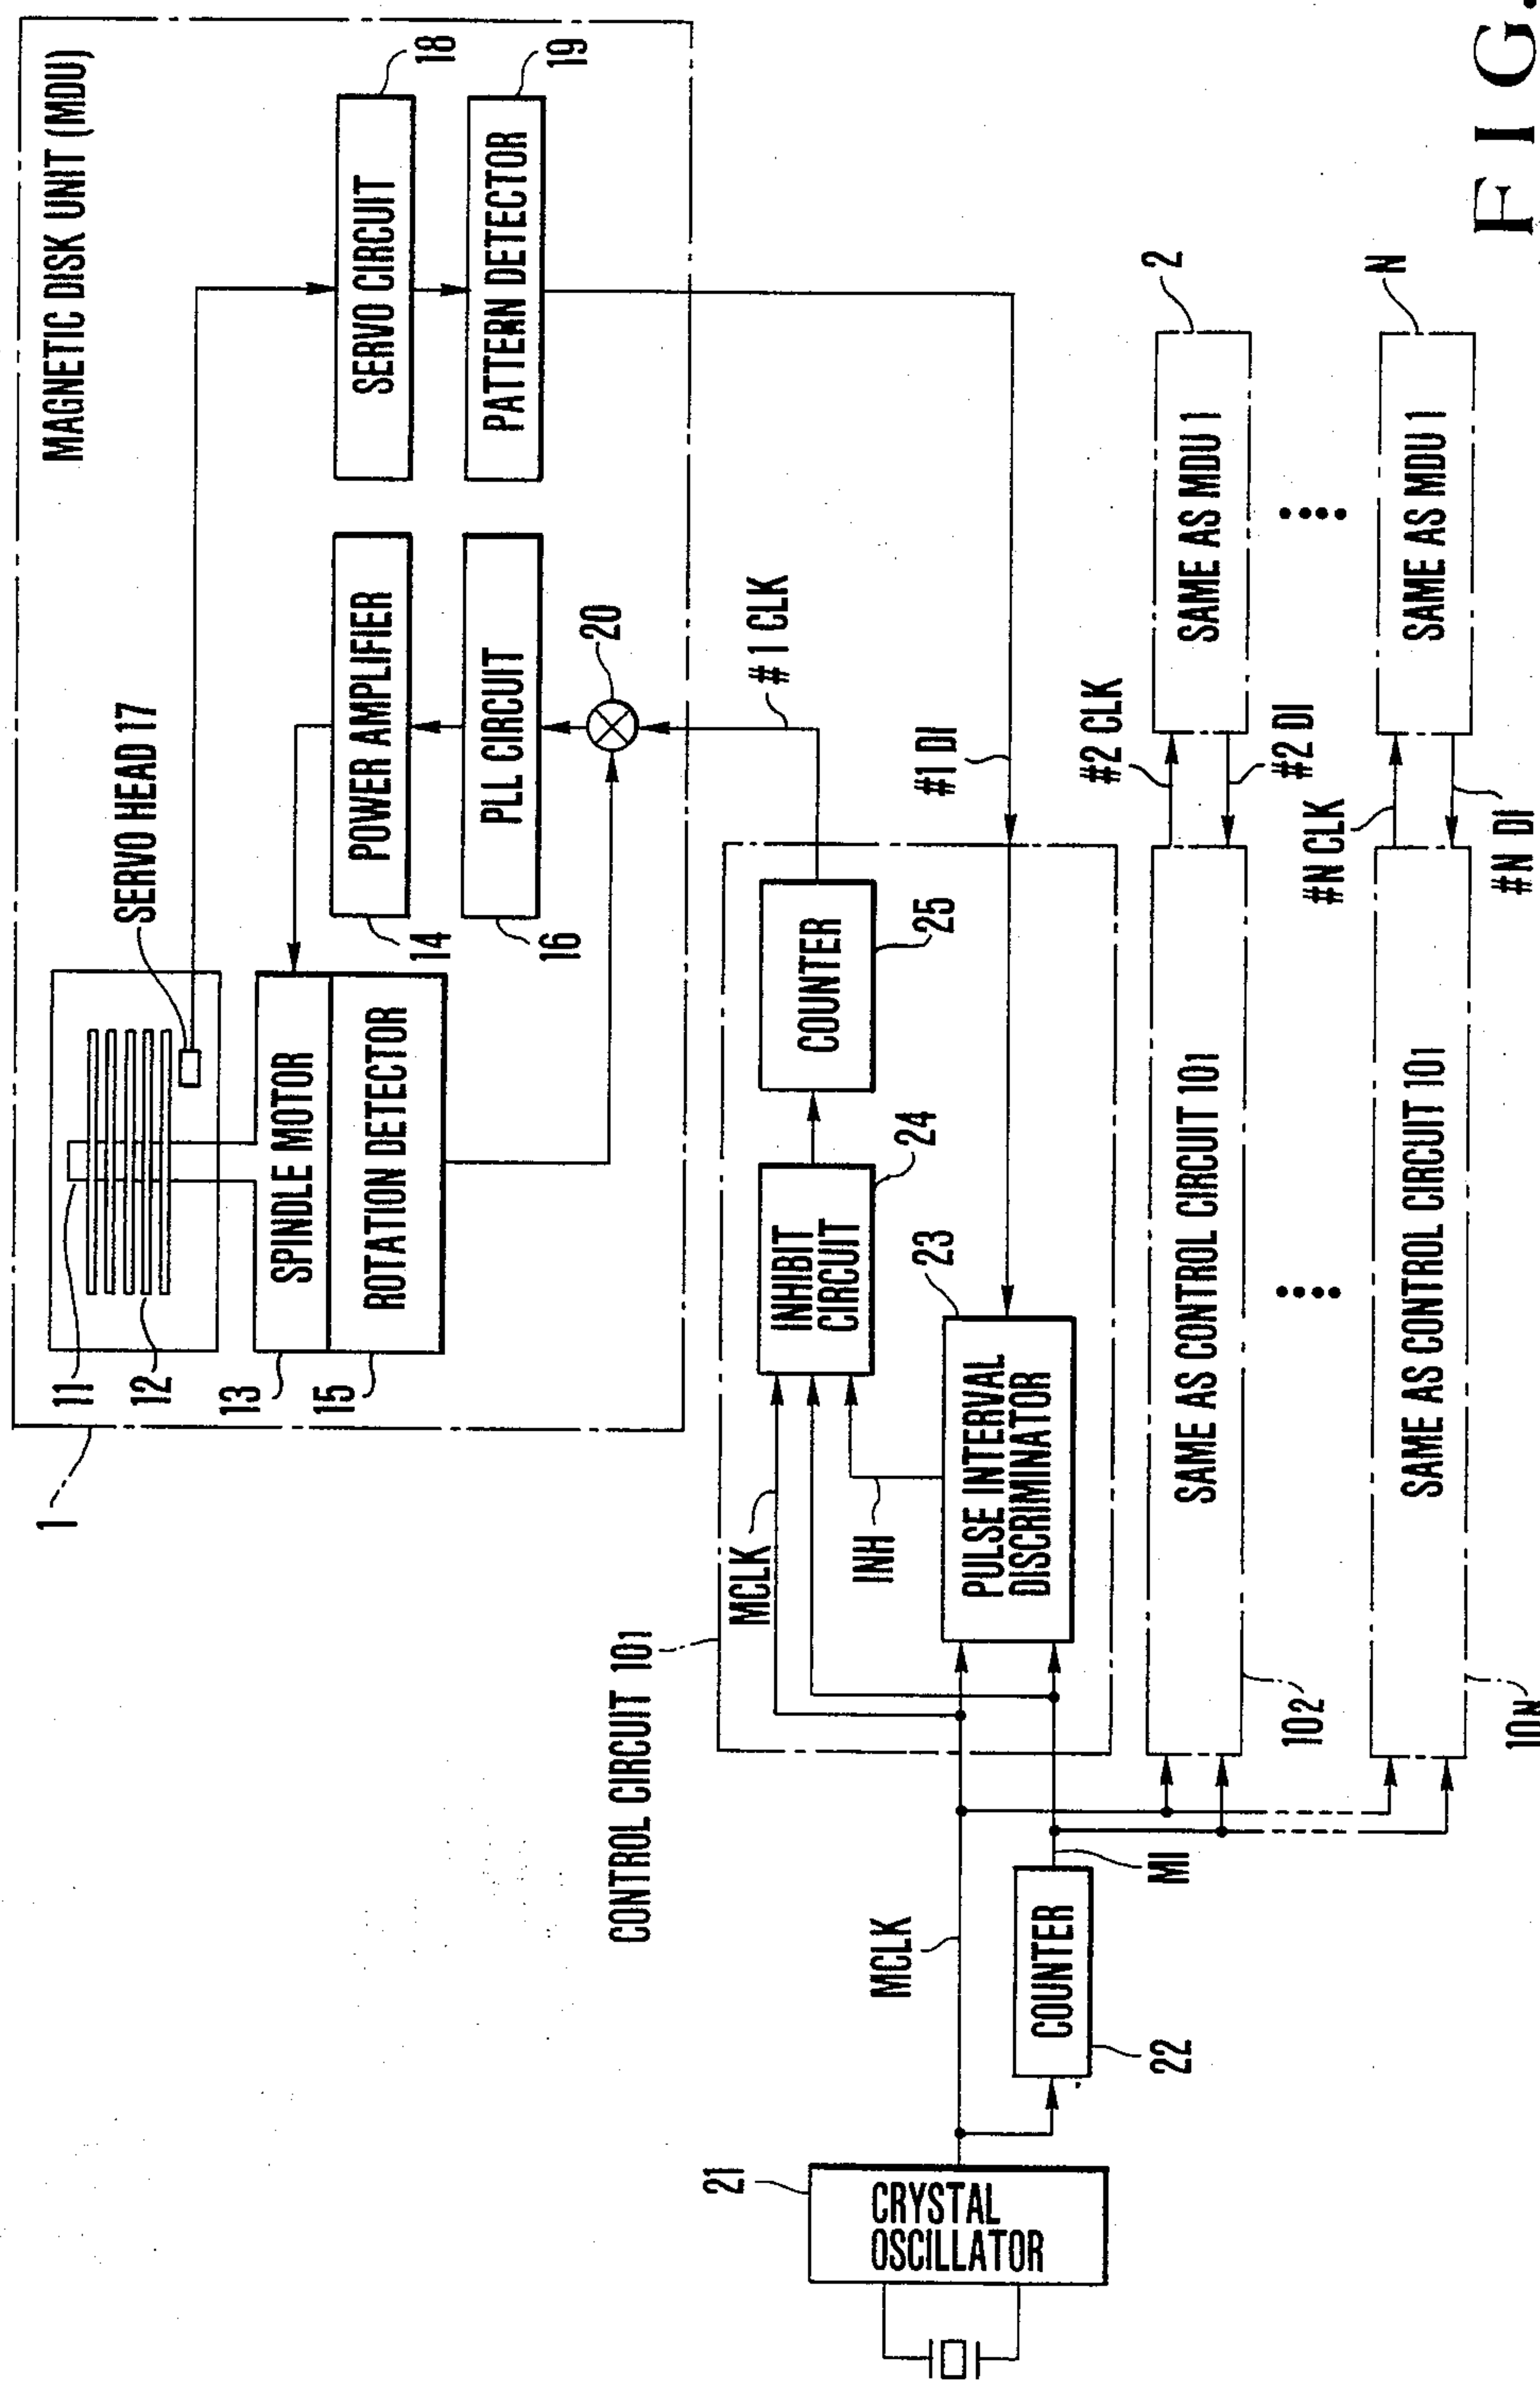 MAGNETIC DISK UNIT (MDU)
1
11
12
SERVO HEAD 17
13
SPINDLE MOTOR
15
ROTATION DETECTOR
POWER AMPLIFIER
14
PLL CIRCUIT
16
SERVO CIRCUIT
18
PATTERN DETECTOR
19
20
#1 CLK
#1 DI
CONTROL CIRCUIT 101
MCLK
INHIBIT
CIRCUIT
24
COUNTER
25
INH
PULSE INTERVAL
DISCRIMINATOR
23
21
CRYSTAL
OSCILLATOR
MCLK
COUNTER
22
MI
SAME AS CONTROL CIRCUIT 101
102
#2 CLK
#2 DI
SAME AS MDU 1
2
SAME AS CONTROL CIRCUIT 101
10N
#N CLK
#N DI
SAME AS MDU 1
N
FIG.